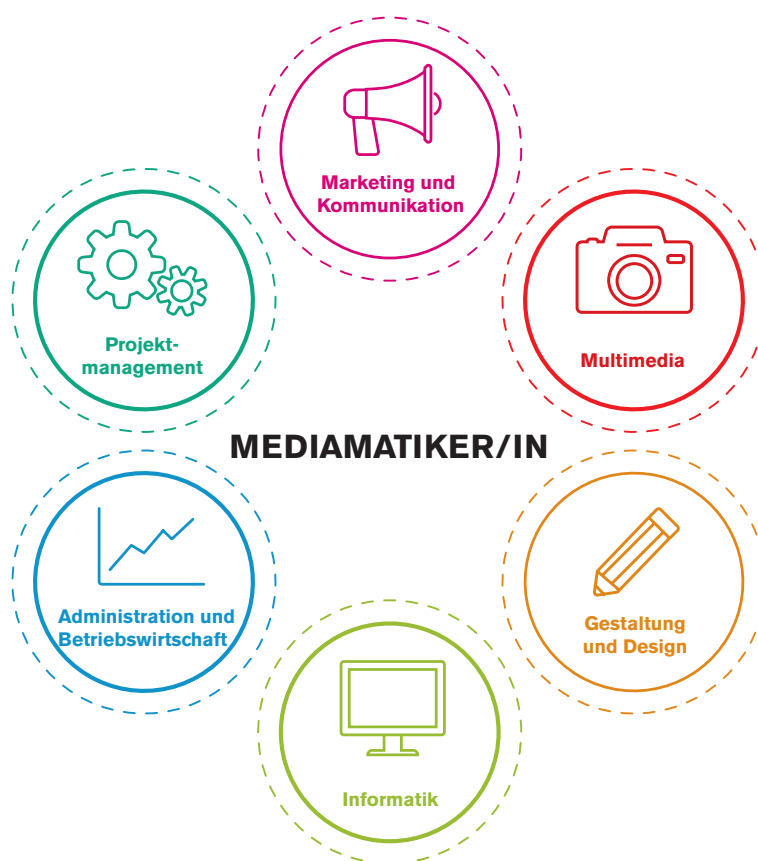 Marketing und
Kommunikation
Projekt-
management
Multimedia
MEDIAMATIKER/IN
Administration und
Betriebswirtschaft
Gestaltung
und Design
Informatik